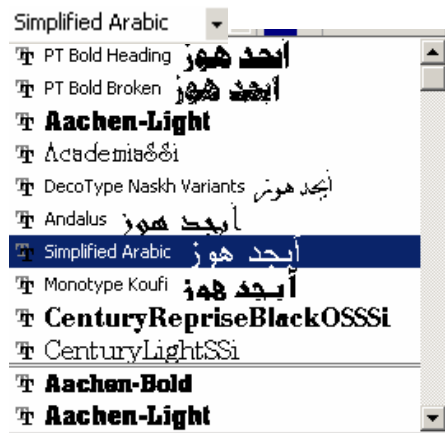 Simplified Arabic
PT Bold Heading أبجد هوز
PT Bold Broken أبجد هوز
Aachen-Light
AcademiaSSi
DecoType Naskh Variants أبجد هوز
Andalus أبجد هوز
Simplified Arabic أبجد هوز
Monotype Koufi أبجد هوز
CenturyRepriseBlackOSSSi
CenturyLightSSi
Aachen-Bold
Aachen-Light